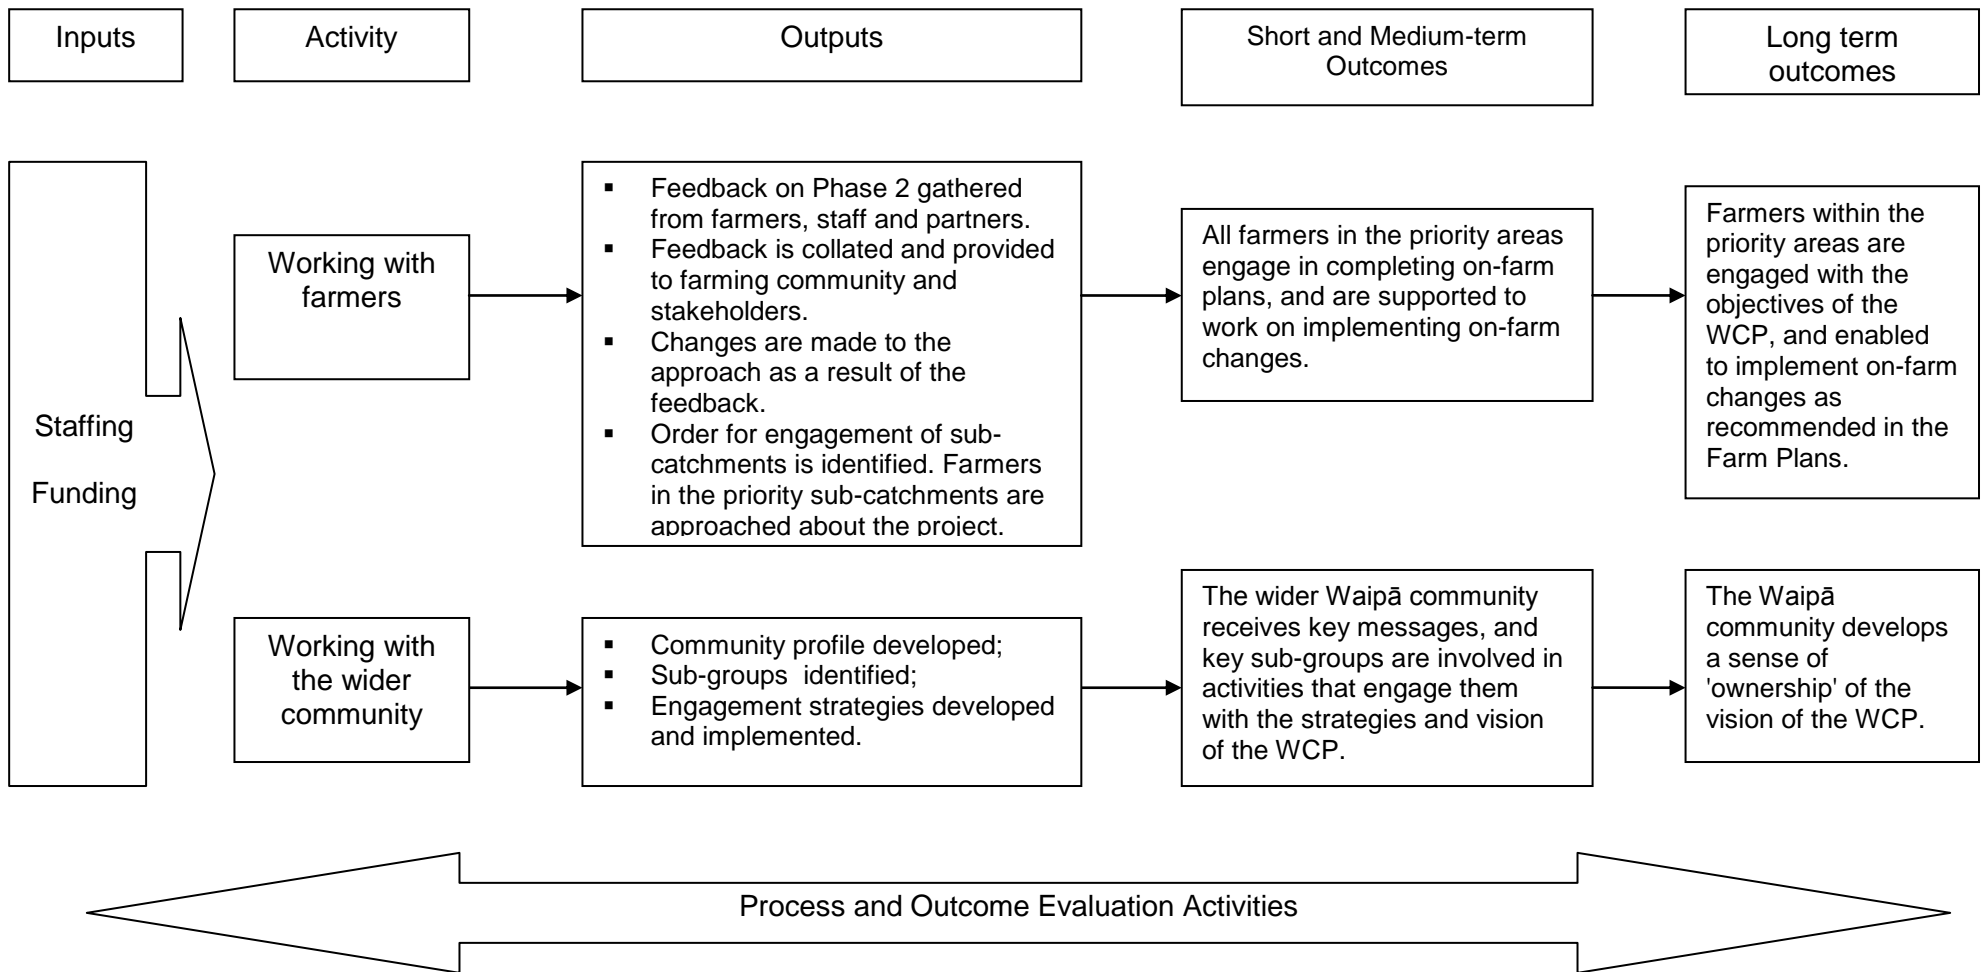 Inputs
Activity
Outputs
Short and Medium-term
Outcomes
Long term
outcomes
Staffing
Funding
Working with
farmers
▪ Feedback on Phase 2 gathered
from farmers, staff and partners.
▪ Feedback is collated and provided
to farming community and
stakeholders.
▪ Changes are made to the
approach as a result of the
feedback.
▪ Order for engagement of sub-
catchments is identified. Farmers
in the priority sub-catchments are
approached about the project.
All farmers in the priority areas
engage in completing on-farm
plans, and are supported to
work on implementing on-farm
changes.
Farmers within the
priority areas are
engaged with the
objectives of the
WCP, and enabled
to implement on-farm
changes as
recommended in the
Farm Plans.
Working with
the wider
community
▪ Community profile developed;
▪ Sub-groups identified;
▪ Engagement strategies developed
and implemented.
The wider Waipā community
receives key messages, and
key sub-groups are involved in
activities that engage them
with the strategies and vision
of the WCP.
The Waipā
community develops
a sense of
'ownership' of the
vision of the WCP.
Process and Outcome Evaluation Activities